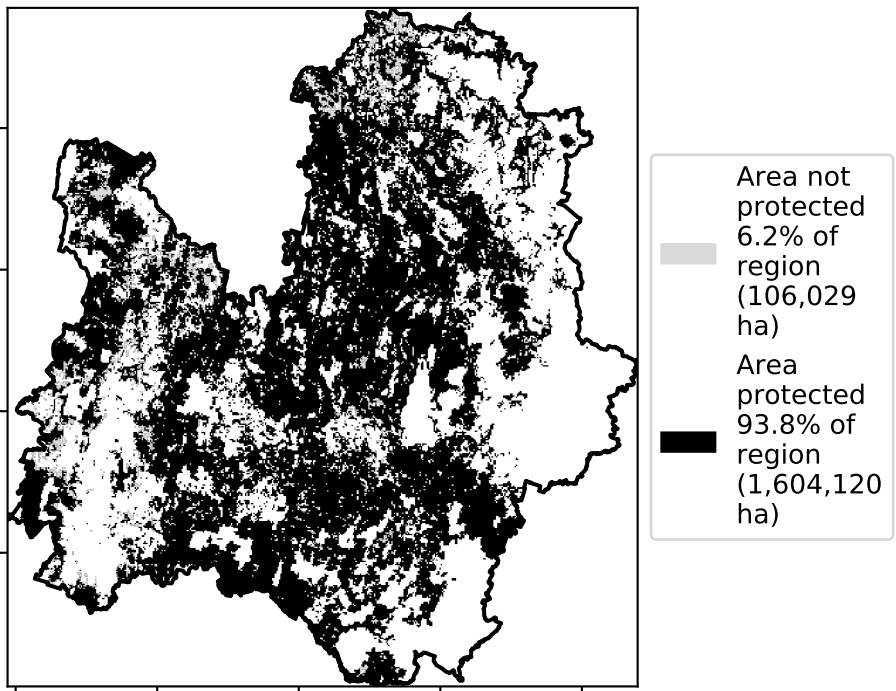 Area not
protected
6.2% of
region
(106,029
ha)
Area
protected
93.8% of
region
(1,604,120
ha)